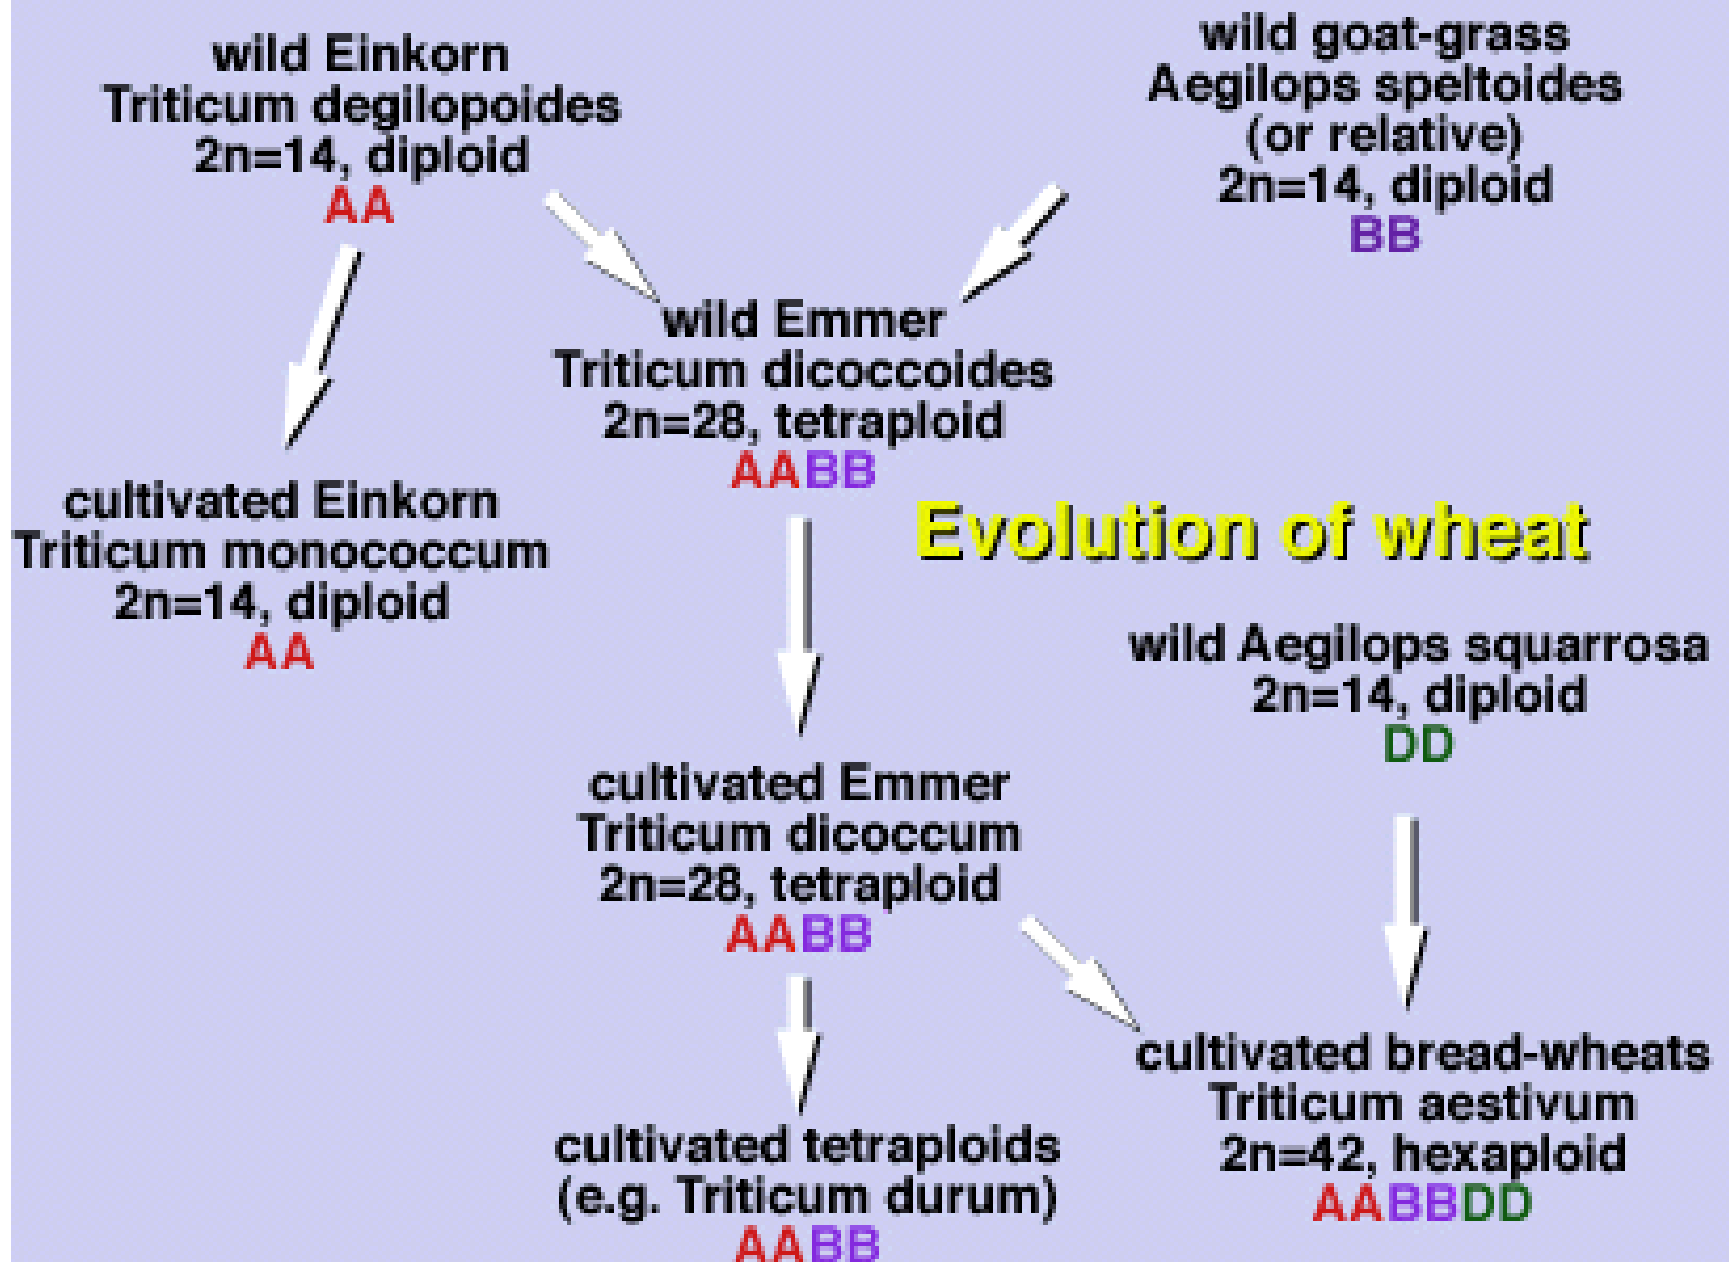 wild Einkorn
Triticum degilopoides
2n=14, diploid
AA
wild goat-grass
Aegilops speltoides
(or relative)
2n=14, diploid
BB
wild Emmer
Triticum dicoccoides
2n=28, tetraploid
AABB
cultivated Einkorn
Triticum monococcum
2n=14, diploid
AA
Evolution of wheat
wild Aegilops squarrosa
2n=14, diploid
DD
cultivated Emmer
Triticum dicoccum
2n=28, tetraploid
AABB
cultivated tetraploids
(e.g. Triticum durum)
AABB
cultivated bread-wheats
Triticum aestivum
2n=42, hexaploid
AABBDD